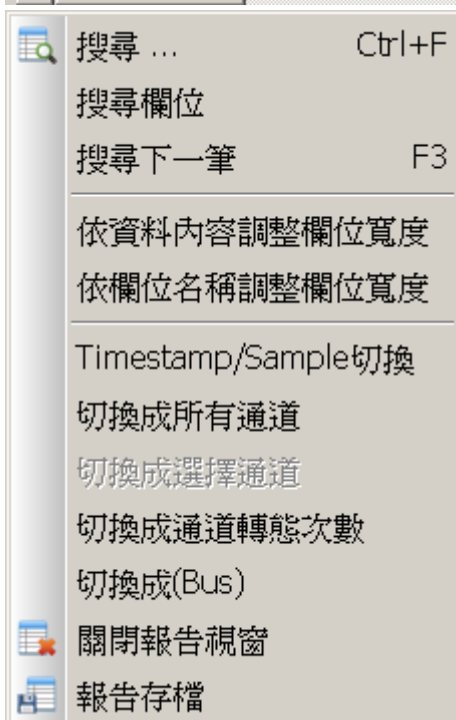 搜尋 ... Ctrl+F
搜尋欄位
搜尋下一筆 F3
依資料內容調整欄位寬度
依欄位名稱調整欄位寬度
Timestamp/Sample切換
切換成所有通道
切換成選擇通道
切換成通道轉態次數
切換成(Bus)
關閉報告視窗
報告存檔